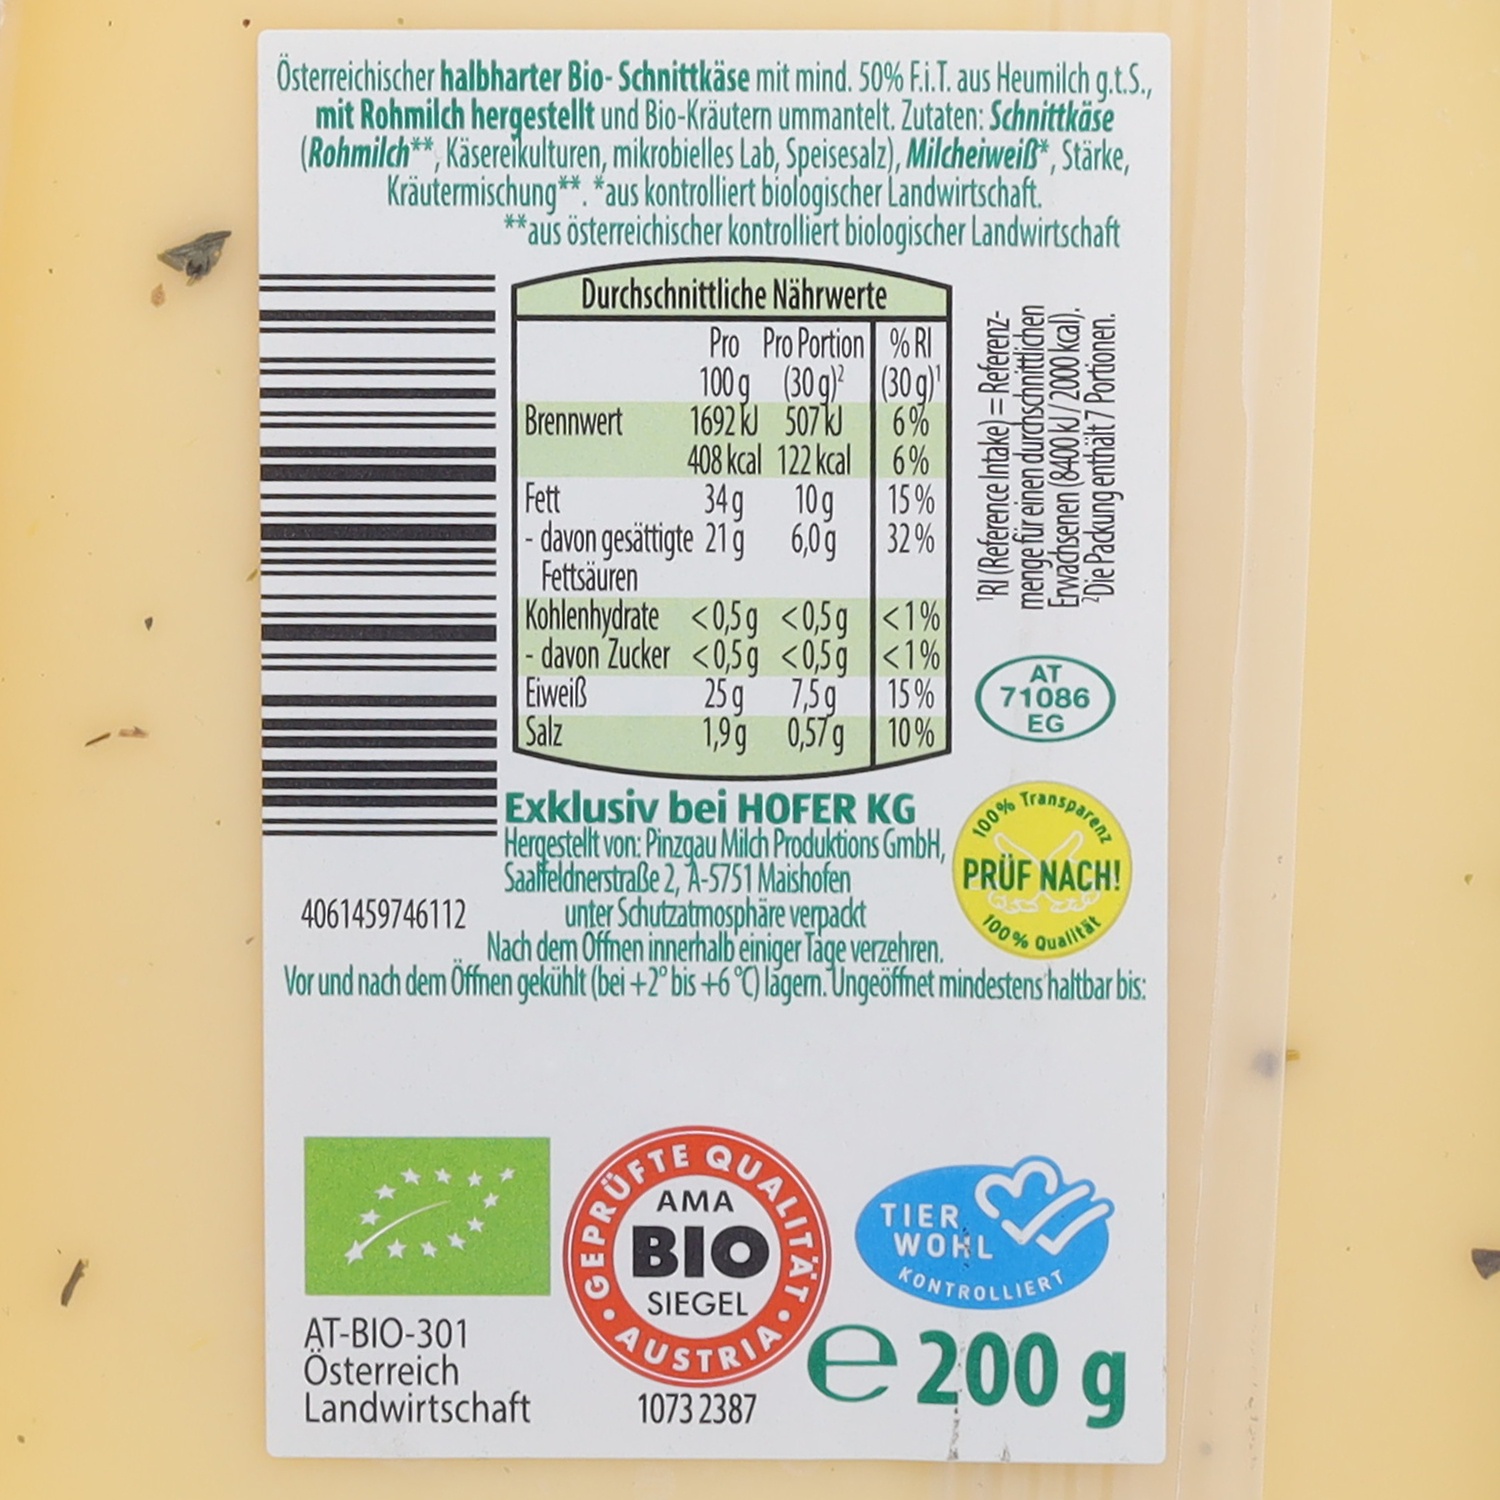 Österreichischer halbharter Bio- Schnittkäse mit mind. 50% F.i.T. aus Heumilch g.t.S.,
mit Rohmilch hergestellt und Bio-Kräutern ummantelt. Zutaten: Schnittkäse
(Rohmilch**, Käsereikulturen, mikrobielles Lab, Speisesalz), Milcheiweiß*, Stärke,
Kräutermischung**. *aus kontrolliert biologischer Landwirtschaft.
**aus österreichischer kontrolliert biologischer Landwirtschaft
Durchschnittliche Nährwerte
Pro Pro Portion % RI
100 g (30 g)² (30 g)¹
Brennwert 1692 kJ 507 kJ 6%
408 kcal 122 kcal 6%
Fett 34 g 10 g 15%
- davon gesättigte 21 g 6,0 g 32%
Fettsäuren
Kohlenhydrate <0,5 g <0,5 g <1%
- davon Zucker <0,5 g <0,5 g <1%
Eiweiß 25 g 7,5 g 15%
Salz 1,9 g 0,57 g 10%
¹RI (Reference Intake) = Referenz-
menge für einen durchschnittlichen
Erwachsenen (8400 kJ / 2000 kcal).
²Die Packung enthält 7 Portionen.
AT
71086
EG
Exklusiv bei HOFER KG
Hergestellt von: Pinzgau Milch Produktions GmbH,
Saalfeldnerstraße 2, A-5751 Maishofen
unter Schutzatmosphäre verpackt
Nach dem Öffnen innerhalb einiger Tage verzehren.
Vor und nach dem Öffnen gekühlt (bei +2° bis +6 °C) lagern. Ungeöffnet mindestens haltbar bis:
100% Transparenz
PRÜF NACH!
100% Qualität
4061459746112
AT-BIO-301
Österreich
Landwirtschaft
GEPRÜFTE QUALITÄT
AMA
BIO
SIEGEL
AUSTRIA
1073 2387
TIER
WOHL
KONTROLLIERT
e 200 g